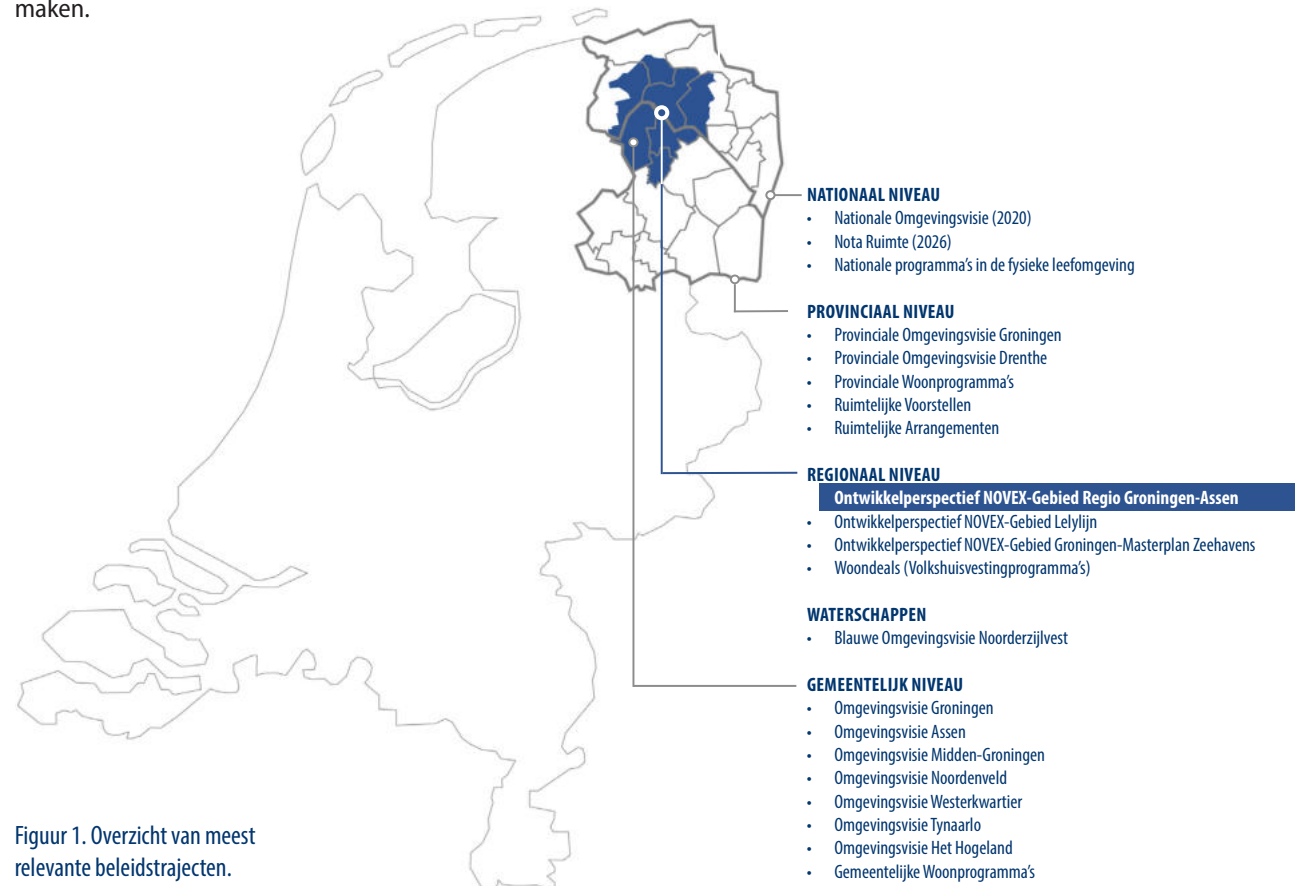 maken.
NATIONAAL NIVEAU
• Nationale Omgevingsvisie (2020)
• Nota Ruimte (2026)
• Nationale programma's in de fysieke leefomgeving
PROVINCIAAL NIVEAU
• Provinciale Omgevingsvisie Groningen
• Provinciale Omgevingsvisie Drenthe
• Provinciale Woonprogramma's
• Ruimtelijke Voorstellen
• Ruimtelijke Arrangementen
REGIONAAL NIVEAU
Ontwikkelperspectief NOVEX-Gebied Regio Groningen-Assen
• Ontwikkelperspectief NOVEX-Gebied Lelylijn
• Ontwikkelperspectief NOVEX-Gebied Groningen-Masterplan Zeehavens
• Woondeals (Volkshuisvestingprogramma's)
WATERSCHAPPEN
• Blauwe Omgevingsvisie Noorderzijlvest
GEMEENTELIJK NIVEAU
• Omgevingsvisie Groningen
• Omgevingsvisie Assen
• Omgevingsvisie Midden-Groningen
• Omgevingsvisie Noordenveld
• Omgevingsvisie Westerkwartier
• Omgevingsvisie Tynaarlo
• Omgevingsvisie Het Hogeland
• Gemeentelijke Woonprogramma's
Figuur 1. Overzicht van meest
relevante beleidstrajecten.